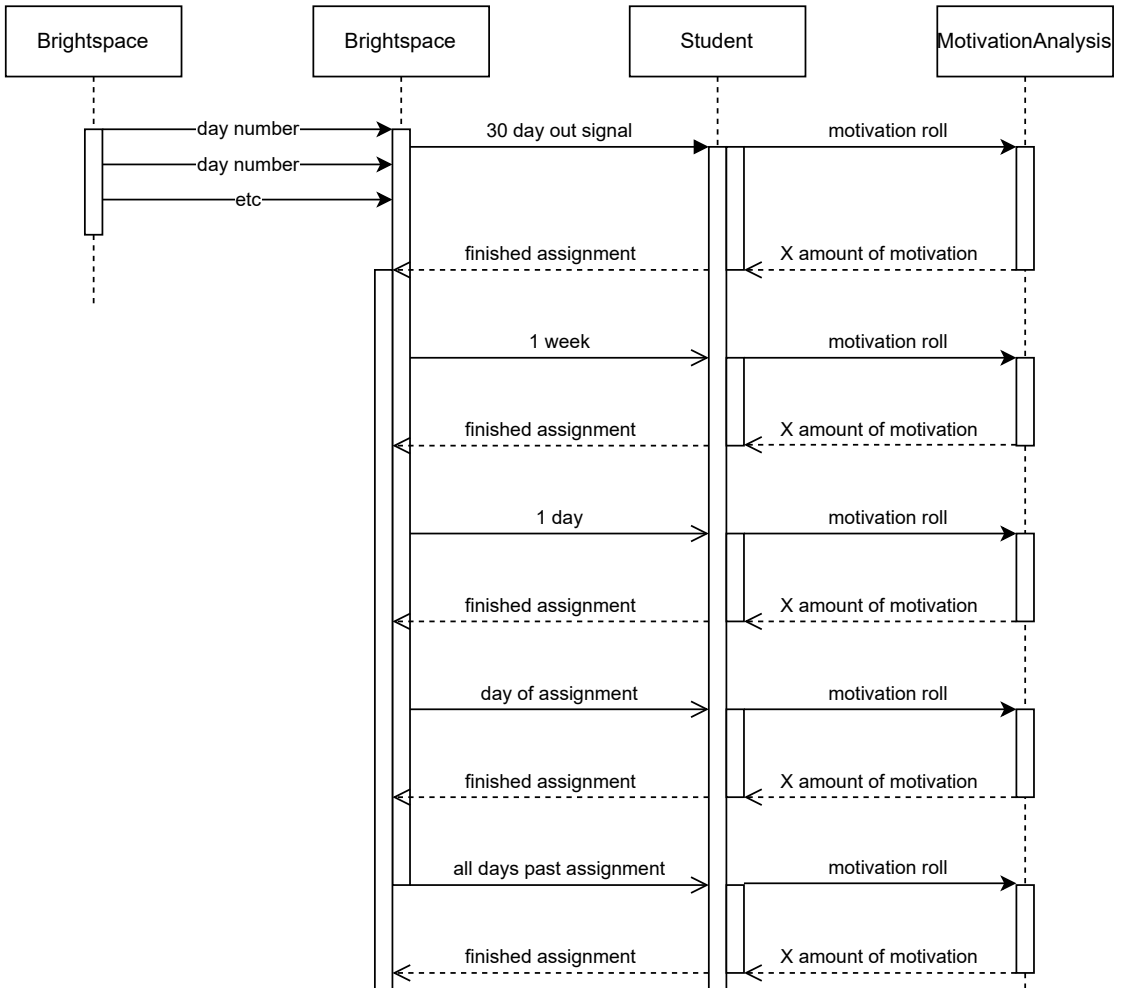 Brightspace
Brightspace
Student
MotivationAnalysis
day number
30 day out signal
motivation roll
day number
etc
finished assignment
X amount of motivation
1 week
motivation roll
finished assignment
X amount of motivation
1 day
motivation roll
finished assignment
X amount of motivation
day of assignment
motivation roll
finished assignment
X amount of motivation
all days past assignment
motivation roll
finished assignment
X amount of motivation